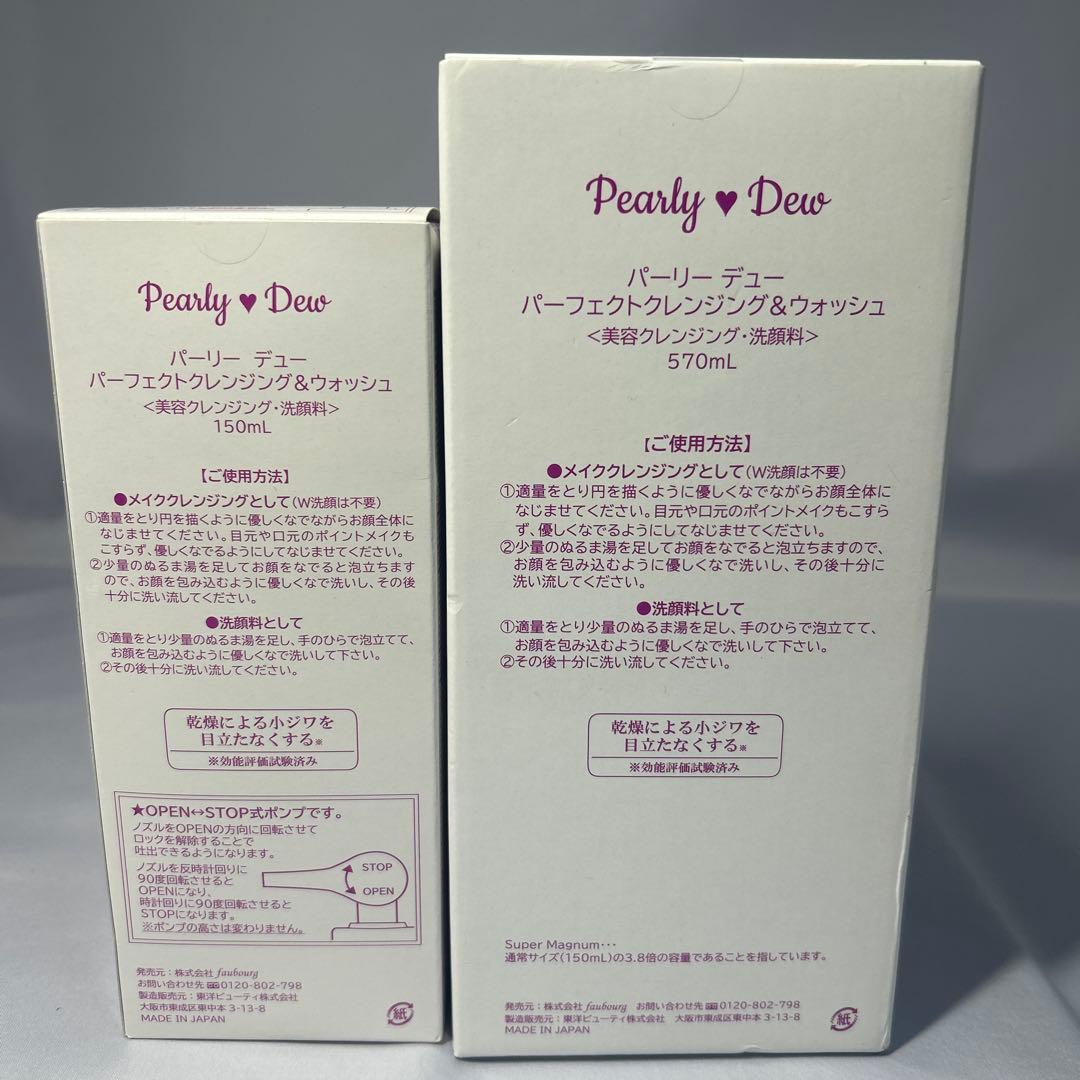 Pearly ♥ Dew
パーリー デュー
パーフェクトクレンジング&ウォッシュ
<美容クレンジング・洗顔料>
150mL
【ご使用方法】
●メイククレンジングとして(W洗顔は不要)
①適量をとり円を描くように優しくなでながらお顔全体に
なじませてください。目元や口元のポイントメイクも
こすらず、優しくなでるようにしてなじませてください。
②少量のぬるま湯を足してお顔をなでると泡立ちます
ので、お顔を包み込むように優しくなで洗いし、その後
十分に洗い流してください。
●洗顔料として
①適量をとり少量のぬるま湯を足し、手のひらで泡立てて、
お顔を包み込むように優しくなで洗いして下さい。
②その後十分に洗い流してください。
乾燥による小ジワを
目立たなくする※
※効能評価試験済み
★OPEN↔STOP式ポンプです。
ノズルをOPENの方向に回転させて
ロックを解除することで
吐出できるようになります。
ノズルを反時計回りに
90度回転させると
OPENになり、
時計回りに90度回転させると
STOPになります。
※ポンプの高さは変わりません。
STOP
OPEN
発売元:株式会社 faubourg
お問い合わせ先 0120-802-798
製造販売元:東洋ビューティ株式会社
大阪市東成区東中本 3-13-8
MADE IN JAPAN
紙
Pearly ♥ Dew
パーリー デュー
パーフェクトクレンジング&ウォッシュ
<美容クレンジング・洗顔料>
570mL
【ご使用方法】
●メイククレンジングとして(W洗顔は不要)
①適量をとり円を描くように優しくなでながらお顔全体に
なじませてください。目元や口元のポイントメイクもこすら
ず、優しくなでるようにしてなじませてください。
②少量のぬるま湯を足してお顔をなでると泡立ちますので、
お顔を包み込むように優しくなで洗いし、その後十分に
洗い流してください。
●洗顔料として
①適量をとり少量のぬるま湯を足し、手のひらで泡立てて、
お顔を包み込むように優しくなで洗いして下さい。
②その後十分に洗い流してください。
乾燥による小ジワを
目立たなくする※
※効能評価試験済み
Super Magnum・・・
通常サイズ(150mL)の3.8倍の容量であることを指しています。
発売元:株式会社 faubourg お問い合わせ先 0120-802-798
製造販売元:東洋ビューティ株式会社 大阪市東成区東中本 3-13-8
MADE IN JAPAN
紙